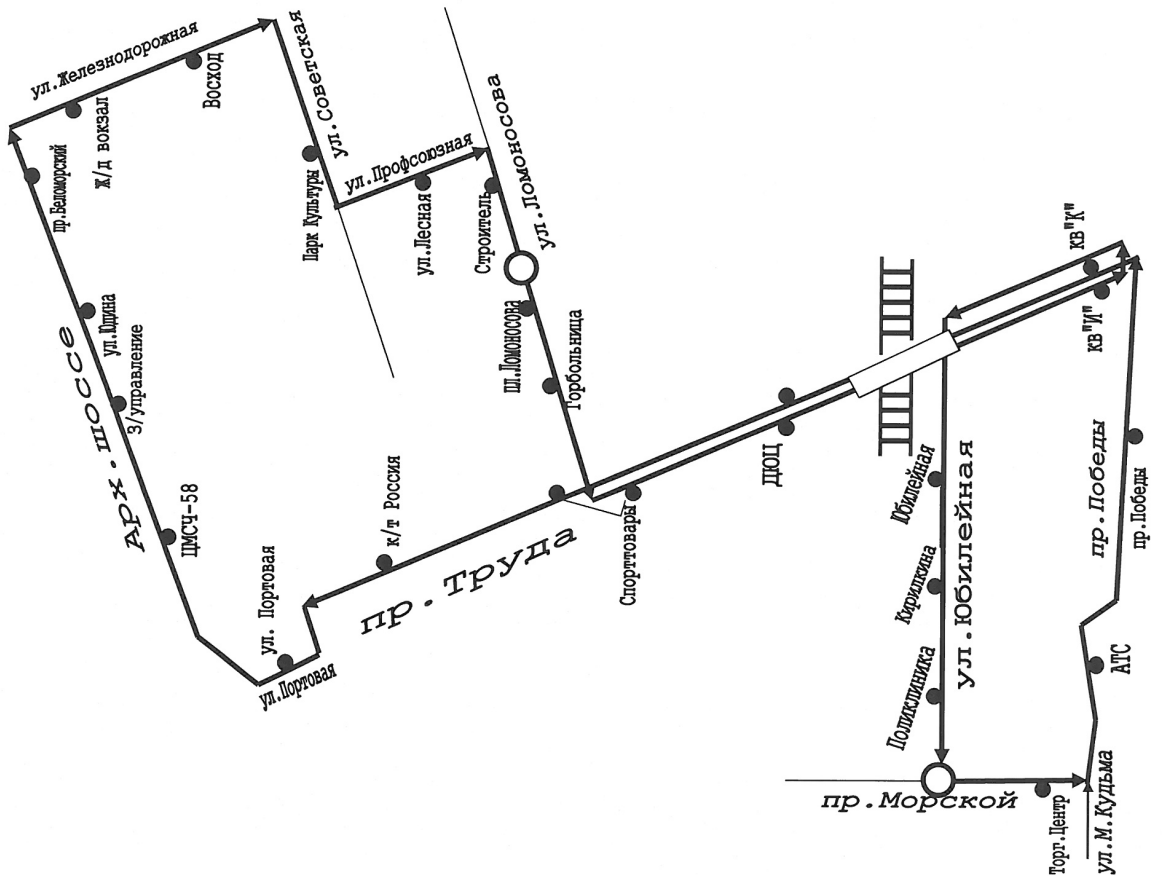 ул.Железнодорожная
Восход
ж/д вокзал
пр.Беломорский
ул.Советская
Парк Культуры
ул.Профсоюзная
ул.Лесная
Строитель
ул.Ломоносова
Арх.шоссе
ул.Юдина
З/управление
ЦМСЧ-58
пл.Ломоносова
Горбольница
к/т Россия
ул. Портовая
ул.Портовая
пр.Труда
Спорттовары
ДЮЦ
кв"К"
кв"И"
Юбилейная
Кирилкина
Поликлиника
ул.Юбилейная
пр.Победы
пр.Победы
АТС
пр.Морской
Торг.Центр
ул.М.Кудьма